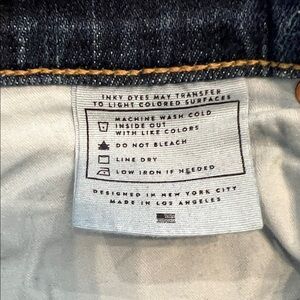 INKY DYES MAY TRANSFER
TO LIGHT COLORED SURFACES
MACHINE WASH COLD
INSIDE OUT
WITH LIKE COLORS
DO NOT BLEACH
LINE DRY
LOW IRON IF NEEDED
DESIGNED IN NEW YORK CITY
MADE IN LOS ANGELES